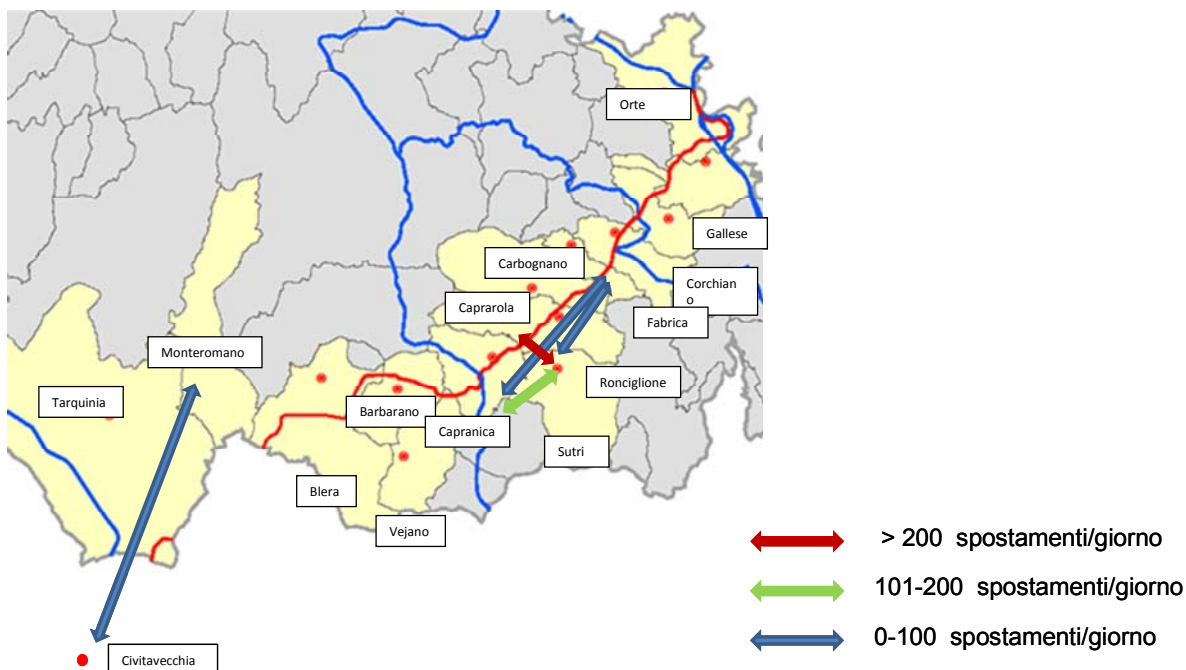 Orte
Gallese
Carbognano
Corchian
o
Caprarola
Fabrica
Monteromano
Ronciglione
Tarquinia
Barbarano
Capranica
Sutri
Blera
Vejano
> 200 spostamenti/giorno
101-200 spostamenti/giorno
0-100 spostamenti/giorno
Civitavecchia